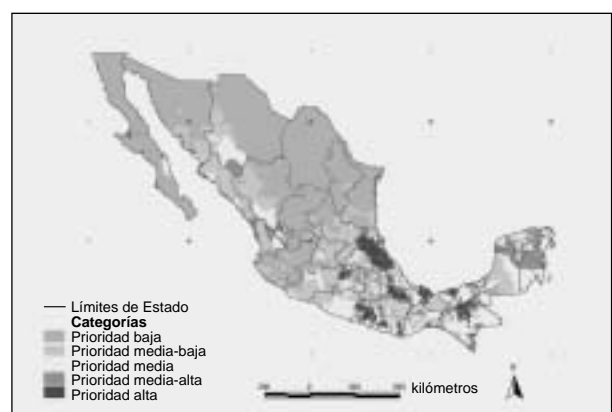 Límites de Estado
Categorías
Prioridad baja
Prioridad media-baja
Prioridad media
Prioridad media-alta
Prioridad alta
kilómetros